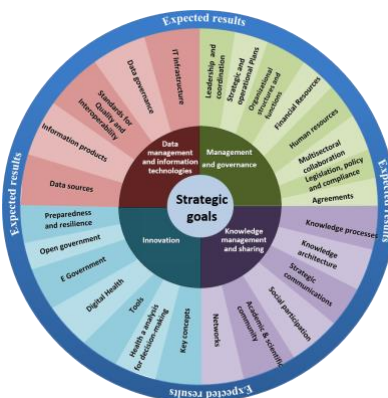 Expected results
Expected results
Expected results
Expected results
Strategic
goals
Data
management
and information
technologies
Management
and governance
Knowledge
management
and sharing
Innovation
IT Infrastructure
Data governance
Standards for
Quality and
Interoperability
Information products
Data sources
Leadership and
coordination
Strategic and
operational Plans
Organizational
structures and
functions
Financial Resources
Human resources
Multisectoral
collaboration
Legislation, policy
and compliance
Agreements
Knowledge processes
Knowledge
architecture
Strategic
communications
Social participation
Academic & scientific
community
Networks
Key concepts
Health a analysis
for decision-making
Tools
Digital Health
E Government
Open government
Preparedness
and resilience